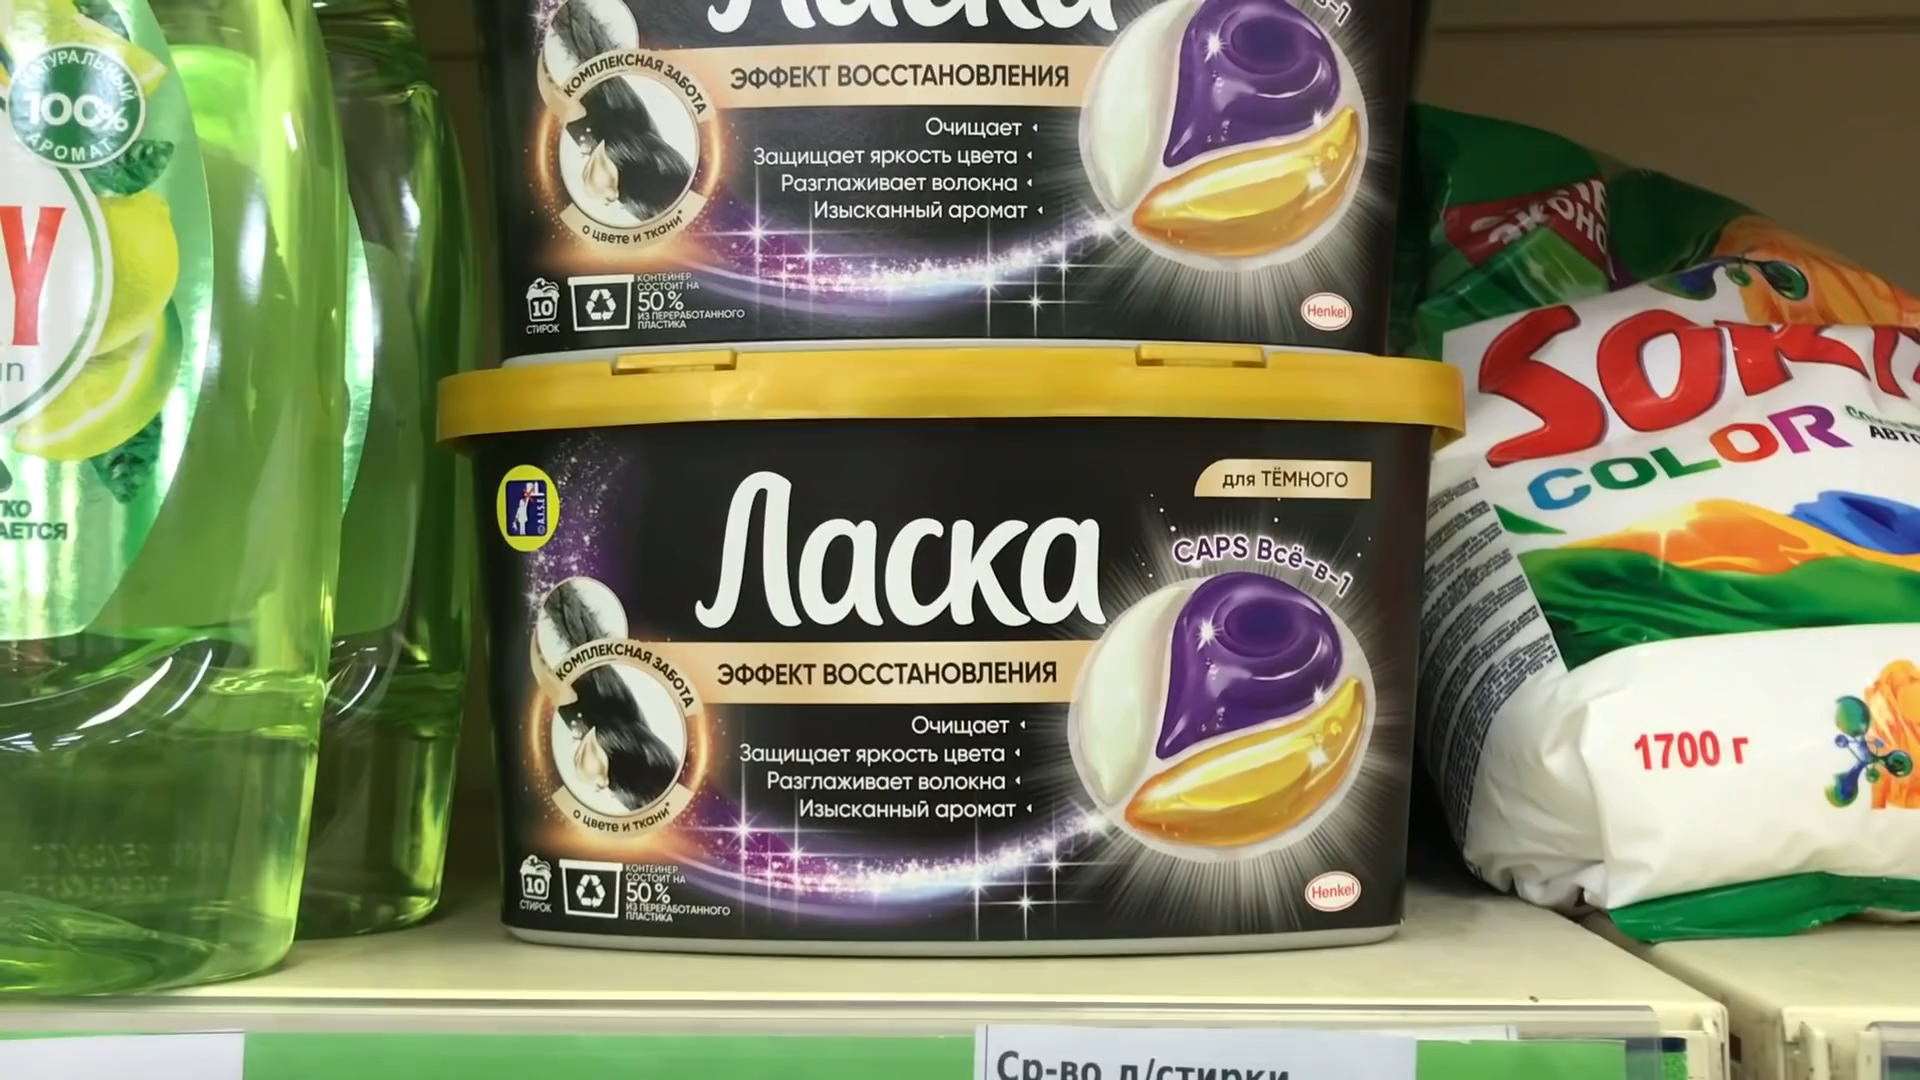 НАТУРАЛЬНЫЙ
100%
АРОМАТ
Ласка
ЭФФЕКТ ВОССТАНОВЛЕНИЯ
КОМПЛЕКСНАЯ ЗАБОТА
о цвете и ткани*
Очищает
Защищает яркость цвета
Разглаживает волокна
Изысканный аромат
10
СТИРОК
КОНТЕЙНЕР
СОСТОИТ НА
50%
ИЗ ПЕРЕРАБОТАННОГО
ПЛАСТИКА
Henkel
A.I.S.E.
для ТЁМНОГО
Ласка
CAPS Всё-в-1
ЭФФЕКТ ВОССТАНОВЛЕНИЯ
КОМПЛЕКСНАЯ ЗАБОТА
о цвете и ткани*
Очищает
Защищает яркость цвета
Разглаживает волокна
Изысканный аромат
10
СТИРОК
КОНТЕЙНЕР
СОСТОИТ НА
50%
ИЗ ПЕРЕРАБОТАННОГО
ПЛАСТИКА
Henkel
COLOR
1700 г
Ср-во д/стирки